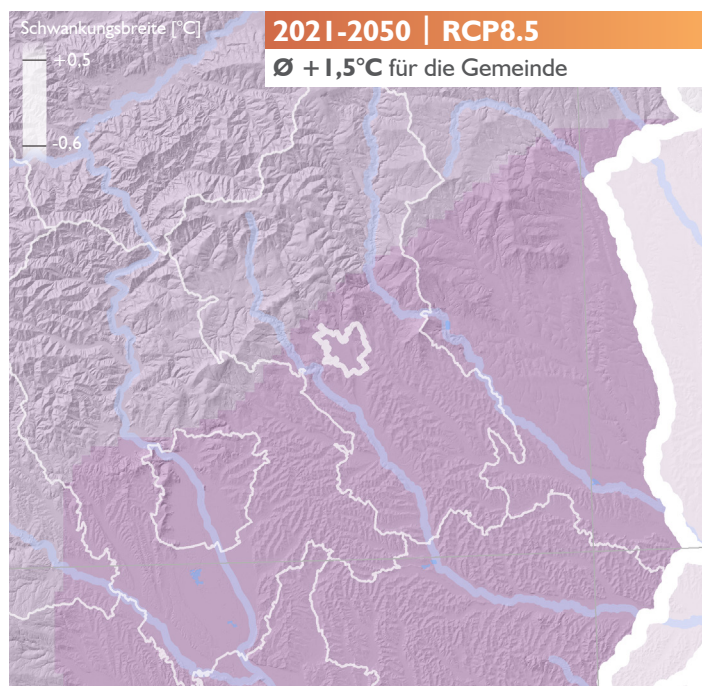 Schwankungsbreite [°C]
2021-2050 | RCP8.5
Ø +1,5°C für die Gemeinde
+0,5
-0,6